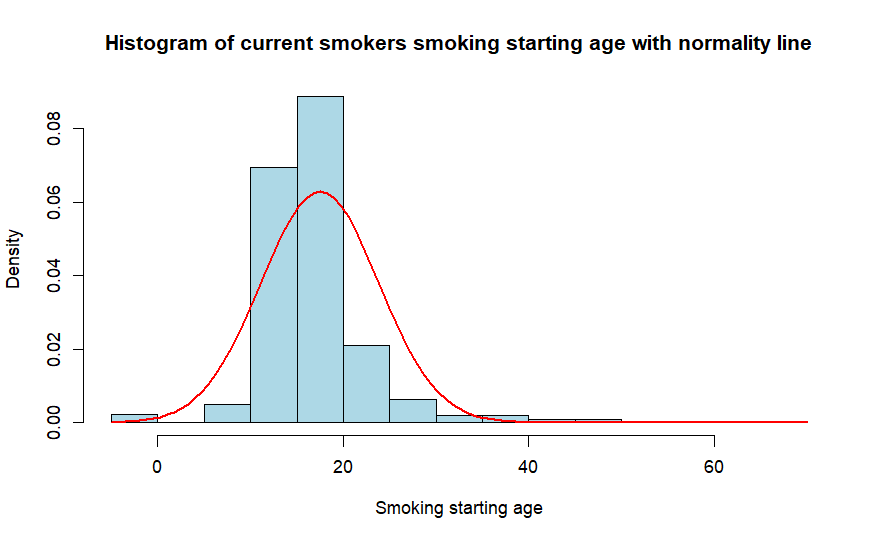 Histogram of current smokers smoking starting age with normality line
Density
0.08
0.06
0.04
0.02
0.00
0 20 40 60
Smoking starting age